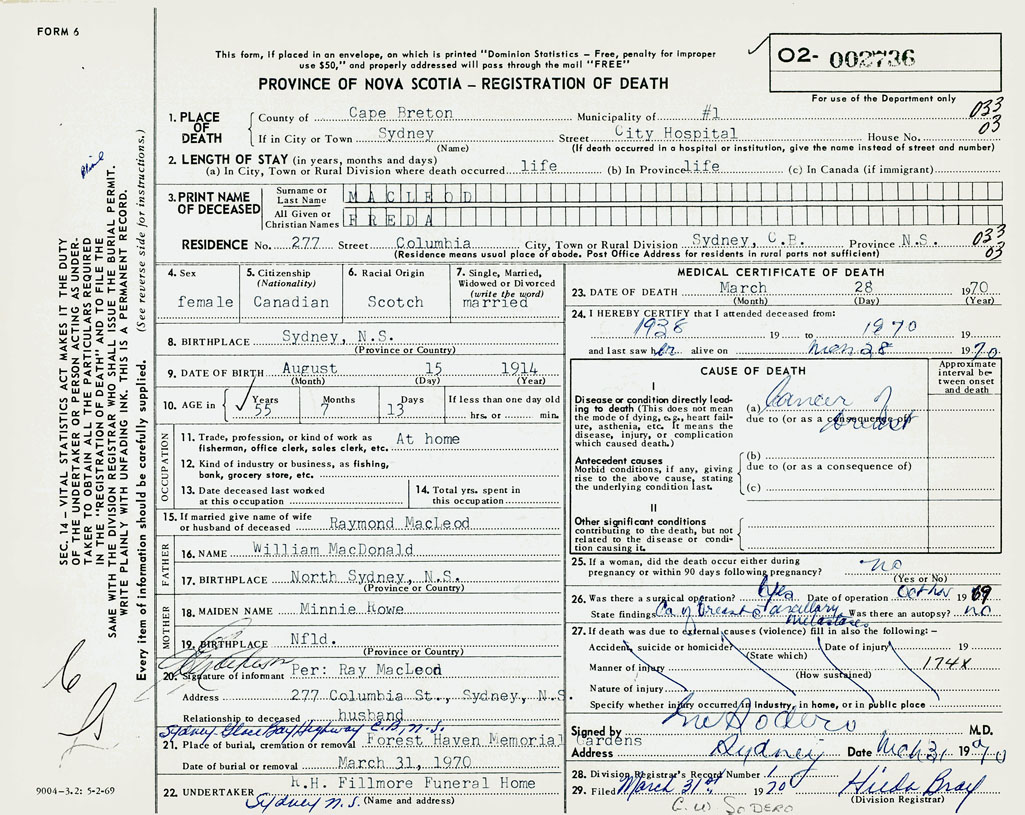 FORM 6
This form, if placed in an envelope, on which is printed "Dominion Statistics – Free, penalty for improper
use $50," and properly addressed will pass through the mail "FREE"
PROVINCE OF NOVA SCOTIA – REGISTRATION OF DEATH
02- 002736
For use of the Department only
1. PLACE OF DEATH
County of Cape Breton Municipality of #1 033
If in City or Town Sydney Street City Hospital House No. 03
(Name) (If death occurred in a hospital or institution, give the name instead of street and number)
2. LENGTH OF STAY (in years, months and days)
(a) In City, Town or Rural Division where death occurred life (b) In Province life (c) In Canada (if immigrant)
3. PRINT NAME OF DECEASED
Surname or Last Name MACLEOD
All Given or Christian Names FREDA
RESIDENCE No. 277 Street Columbia City, Town or Rural Division Sydney, C.B. Province N.S. 033
(Residence means usual place of abode. Post Office Address for residents in rural parts not sufficient) 03
4. Sex
female
5. Citizenship
(Nationality)
Canadian
6. Racial Origin
Scotch
7. Single, Married,
Widowed or Divorced
(write the word)
married
8. BIRTHPLACE Sydney, N.S.
(Province or Country)
9. DATE OF BIRTH August 15 1914
(Month) (Day) (Year)
10. AGE in Years Months Days If less than one day old
55 7 13 hrs. or min.
OCCUPATION
11. Trade, profession, or kind of work as At home
fisherman, office clerk, sales clerk, etc.
12. Kind of industry or business, as fishing,
bank, grocery store, etc.
13. Date deceased last worked
at this occupation
14. Total yrs. spent in
this occupation
15. If married give name of wife
or husband of deceased Raymond MacLeod
FATHER
16. NAME William MacDonald
17. BIRTHPLACE North Sydney, N.S.
(Province or Country)
MOTHER
18. MAIDEN NAME Minnie Rowe
19. BIRTHPLACE Nfld.
(Province or Country)
20. Signature of informant Per: Ray MacLeod
Address 277 Columbia St., Sydney, N.S.
Relationship to deceased husband
Sydney Glace Bay Highway C.B., N.S.
21. Place of burial, cremation or removal Forest Haven Memorial Gardens
Date of burial or removal March 31, 1970
22. UNDERTAKER R.H. Fillmore Funeral Home
Sydney N.S. (Name and address)
MEDICAL CERTIFICATE OF DEATH
23. DATE OF DEATH March 28 1970
(Month) (Day) (Year)
24. I HEREBY CERTIFY that I attended deceased from:
1938 19 to 1970 19
and last saw her alive on Mch 28 1970
CAUSE OF DEATH
Approximate interval between onset and death
I
Disease or condition directly leading to death (This does not mean the mode of dying, e.g., heart failure, asthenia, etc. It means the disease, injury, or complication which caused death.)
(a) Cancer of breast
due to (or as a consequence of)
Antecedent causes
Morbid conditions, if any, giving rise to the above cause, stating the underlying condition last.
(b)
due to (or as a consequence of)
(c)
II
Other significant conditions
contributing to the death, but not related to the disease or condition causing it.
25. If a woman, did the death occur either during
pregnancy or within 90 days following pregnancy? no
(Yes or No)
26. Was there a surgical operation? Yes Date of operation 1969
State findings Ca of breast & axillary metastases Was there an autopsy? no
27. If death was due to external causes (violence) fill in also the following: –
Accident, suicide or homicide? Date of injury 19
(State which)
Manner of injury 174X
(How sustained)
Nature of injury
Specify whether injury occurred in industry, in home, or in public place
Signed by Sodero M.D.
Address Sydney Date Mch 31 1970
28. Division Registrar's Record Number
29. Filed March 31st 1970 Hilda Bray
(Division Registrar)
C. W SODERO
SEC. 14 – VITAL STATISTICS ACT MAKES IT THE DUTY
OF THE UNDERTAKER OR PERSON ACTING AS UNDER-
TAKER TO OBTAIN ALL THE PARTICULARS REQUIRED
IN THE "REGISTRATION OF DEATH" AND TO FILE THE
SAME WITH THE DIVISION REGISTRAR WHO SHALL ISSUE THE BURIAL PERMIT.
WRITE PLAINLY WITH UNFADING INK. THIS IS A PERMANENT RECORD.
Every item of information should be carefully supplied. (See reverse side for instructions.)
9004-3.2: 5-2-69